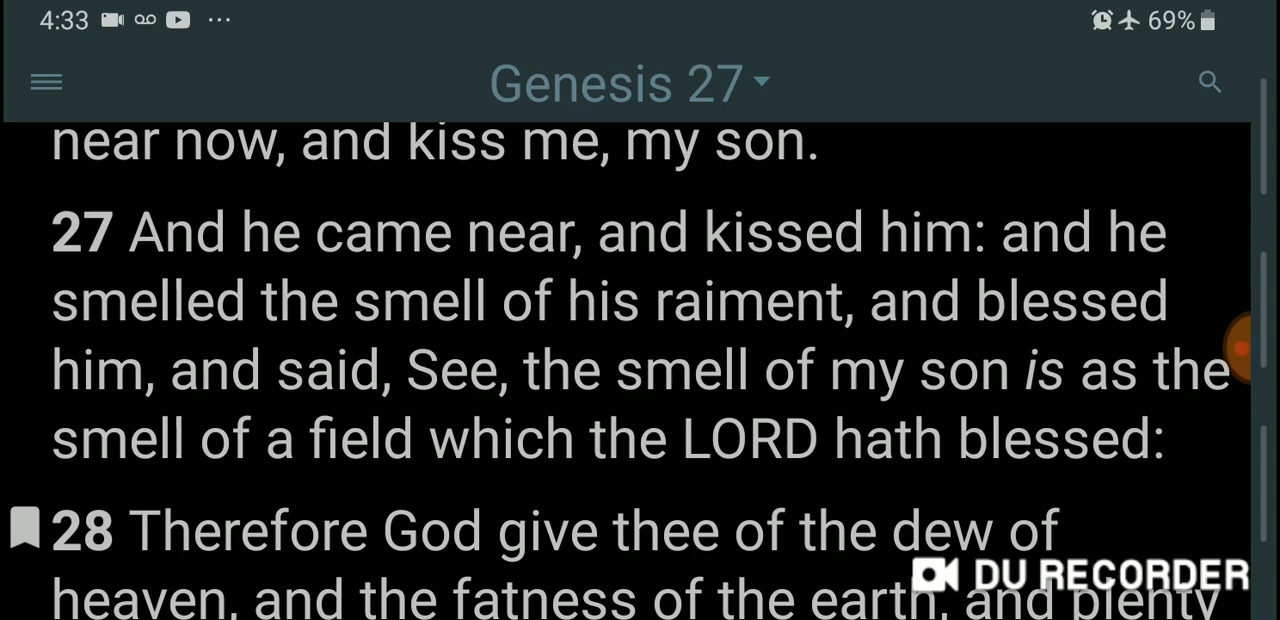 4:33 69%
Genesis 27
near now, and kiss me, my son.
27 And he came near, and kissed him: and he
smelled the smell of his raiment, and blessed
him, and said, See, the smell of my son is as the
smell of a field which the LORD hath blessed:
28 Therefore God give thee of the dew of
heaven, and the fatness of the earth, and plenty
DU RECORDER